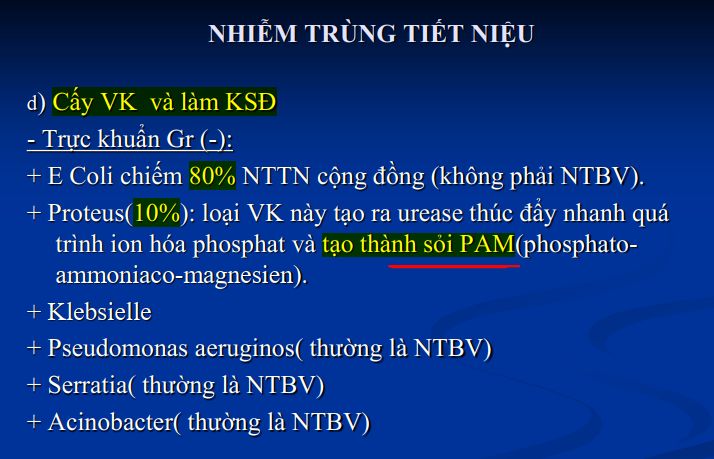 NHIỄM TRÙNG TIẾT NIỆU
d) Cấy VK và làm KSĐ
- Trực khuẩn Gr (-):
+ E Coli chiếm 80% NTTN cộng đồng (không phải NTBV).
+ Proteus(10%): loại VK này tạo ra urease thúc đẩy nhanh quá
trình ion hóa phosphat và tạo thành sỏi PAM(phosphato-
ammoniaco-magnesien).
+ Klebsielle
+ Pseudomonas aeruginos( thường là NTBV)
+ Serratia( thường là NTBV)
+ Acinobacter( thường là NTBV)